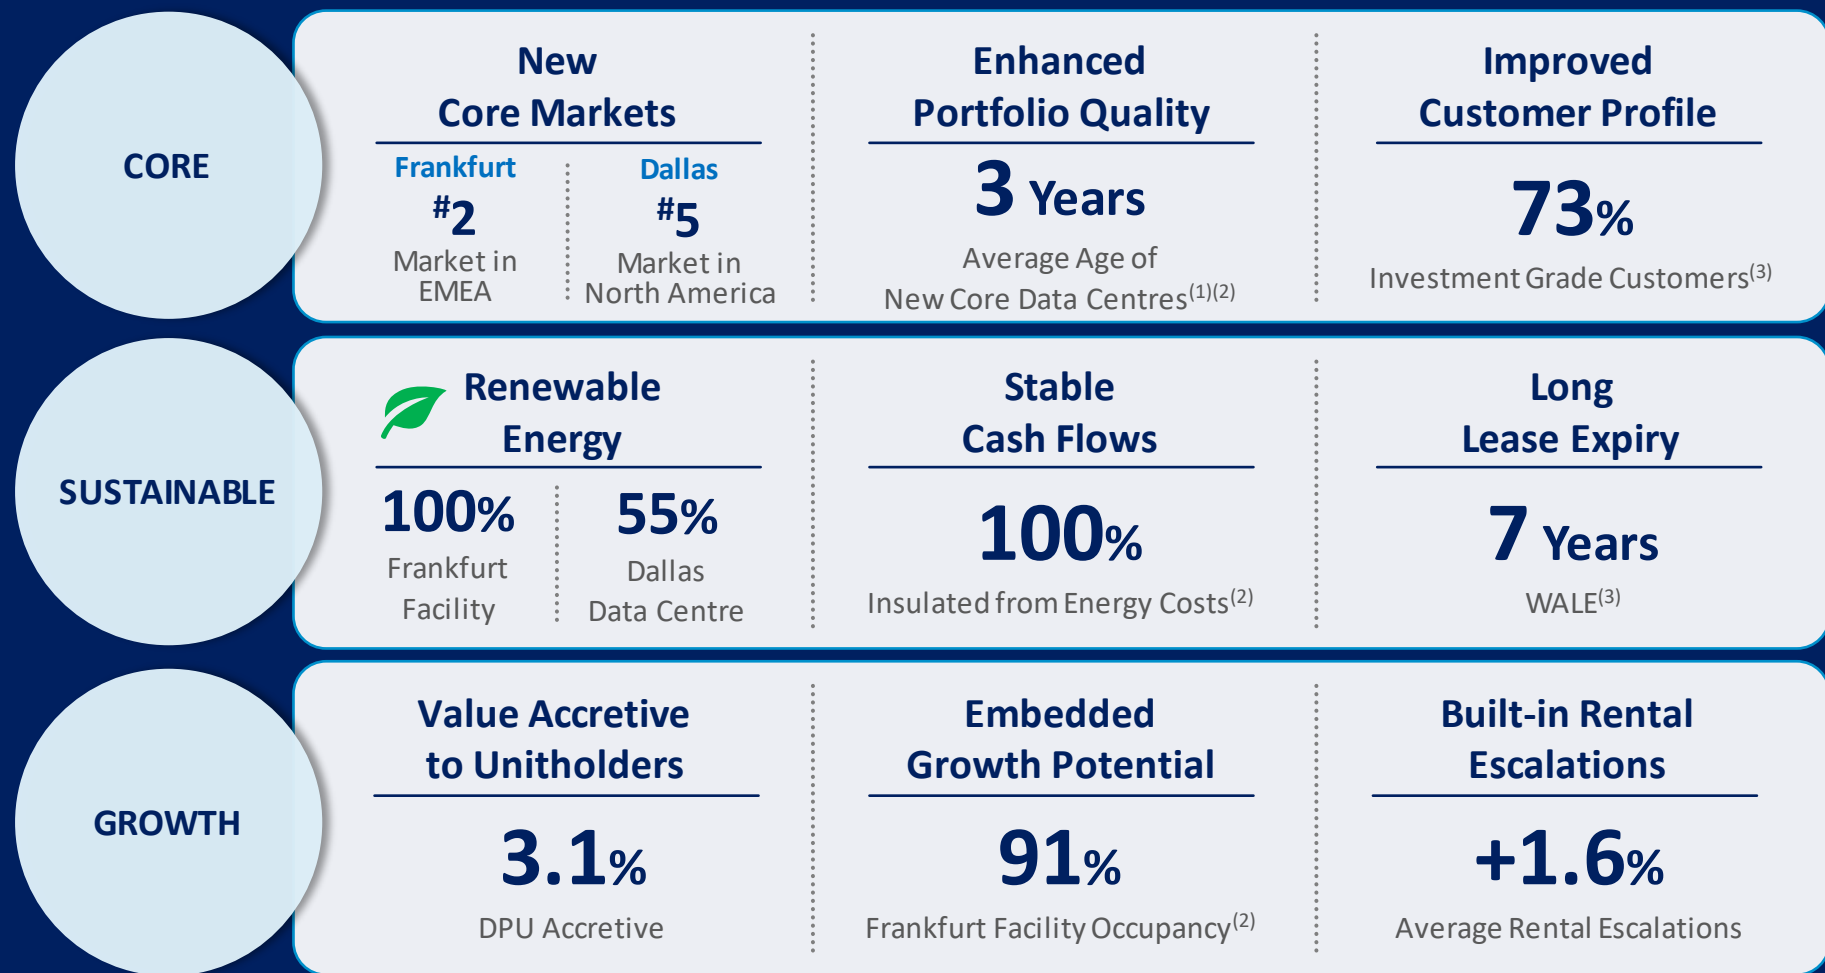 CORE
New
Core Markets
Frankfurt
#2
Market in
EMEA
Dallas
#5
Market in
North America
Enhanced
Portfolio Quality
3 Years
Average Age of
New Core Data Centres(1)(2)
Improved
Customer Profile
73%
Investment Grade Customers(3)
SUSTAINABLE
Renewable
Energy
100%
Frankfurt
Facility
55%
Dallas
Data Centre
Stable
Cash Flows
100%
Insulated from Energy Costs(2)
Long
Lease Expiry
7 Years
WALE(3)
GROWTH
Value Accretive
to Unitholders
3.1%
DPU Accretive
Embedded
Growth Potential
91%
Frankfurt Facility Occupancy(2)
Built-in Rental
Escalations
+1.6%
Average Rental Escalations